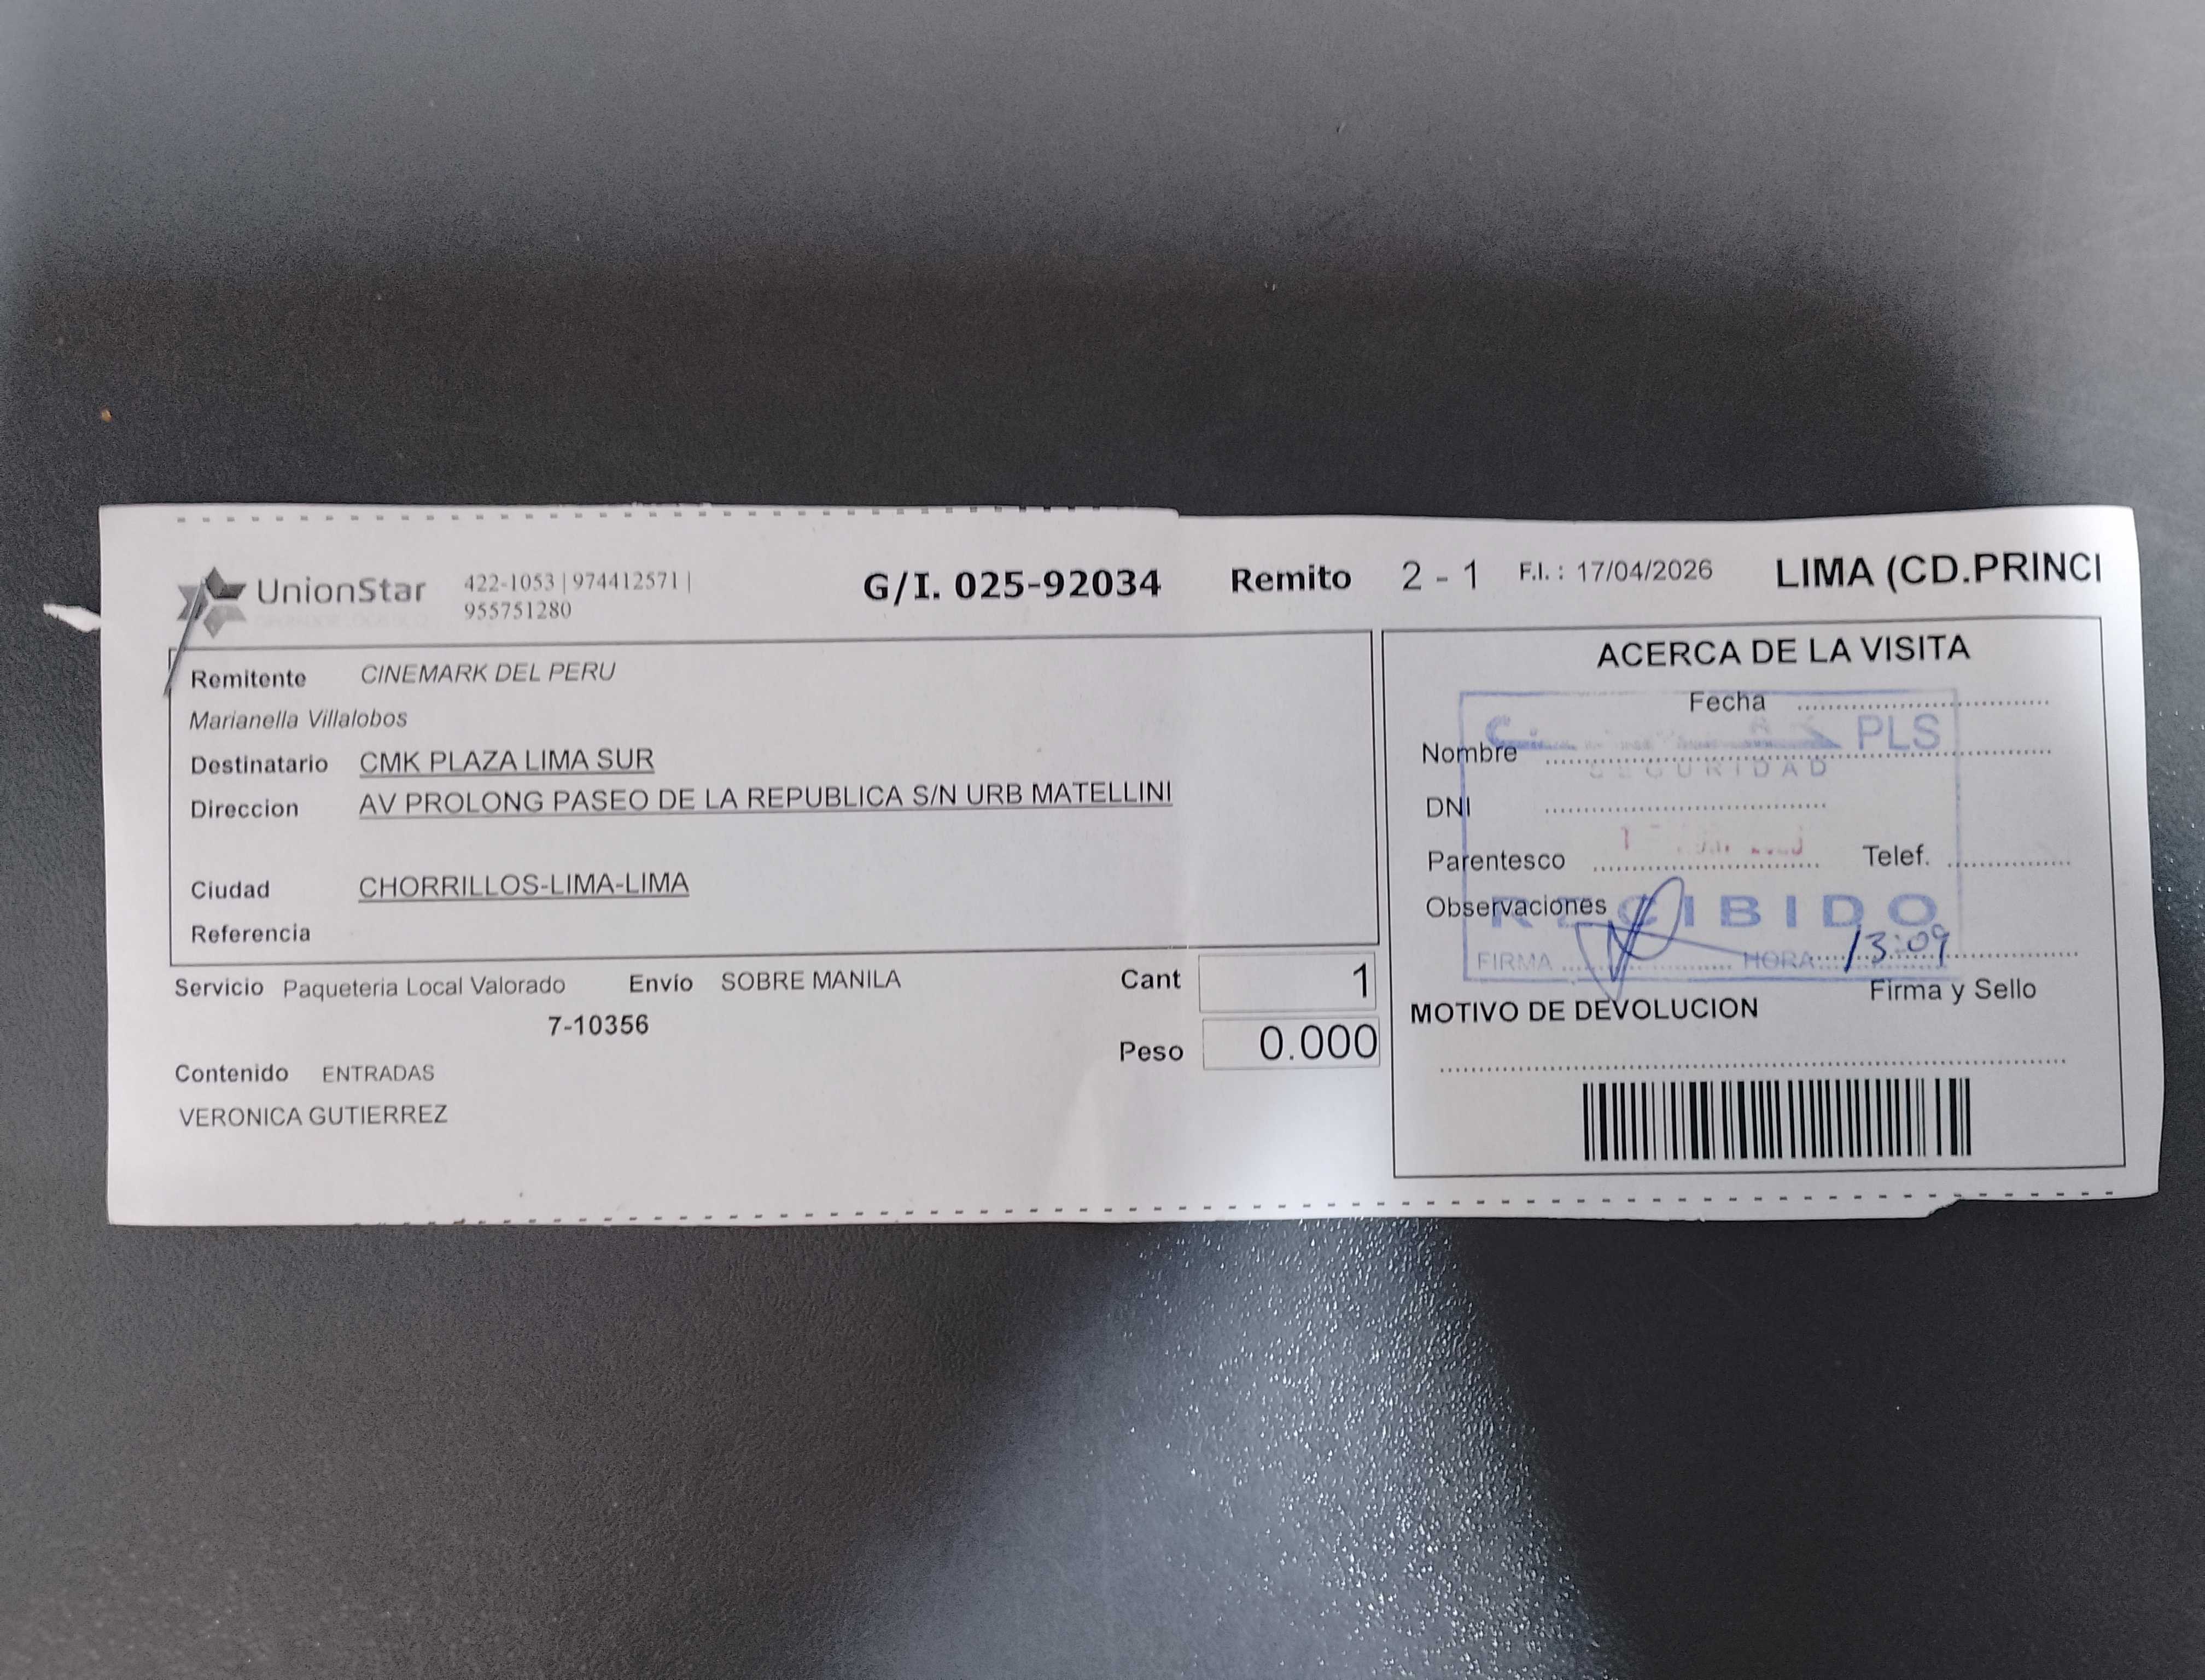 UnionStar 422-1053 | 974412571 |
955751280
G/I. 025-92034 Remito 2 - 1 F.I. : 17/04/2026 LIMA (CD.PRINCI
Remitente CINEMARK DEL PERU
Marianella Villalobos
Destinatario CMK PLAZA LIMA SUR
Direccion AV PROLONG PASEO DE LA REPUBLICA S/N URB MATELLINI
Ciudad CHORRILLOS-LIMA-LIMA
Referencia
Servicio Paqueteria Local Valorado Envío SOBRE MANILA
7-10356
Cant 1
Peso 0.000
Contenido ENTRADAS
VERONICA GUTIERREZ
ACERCA DE LA VISITA
Fecha
PLS
Nombre
SEGURIDAD
DNI
Parentesco Telef.
Observaciones
RECIBIDO
FIRMA HORA 13:09
Firma y Sello
MOTIVO DE DEVOLUCION